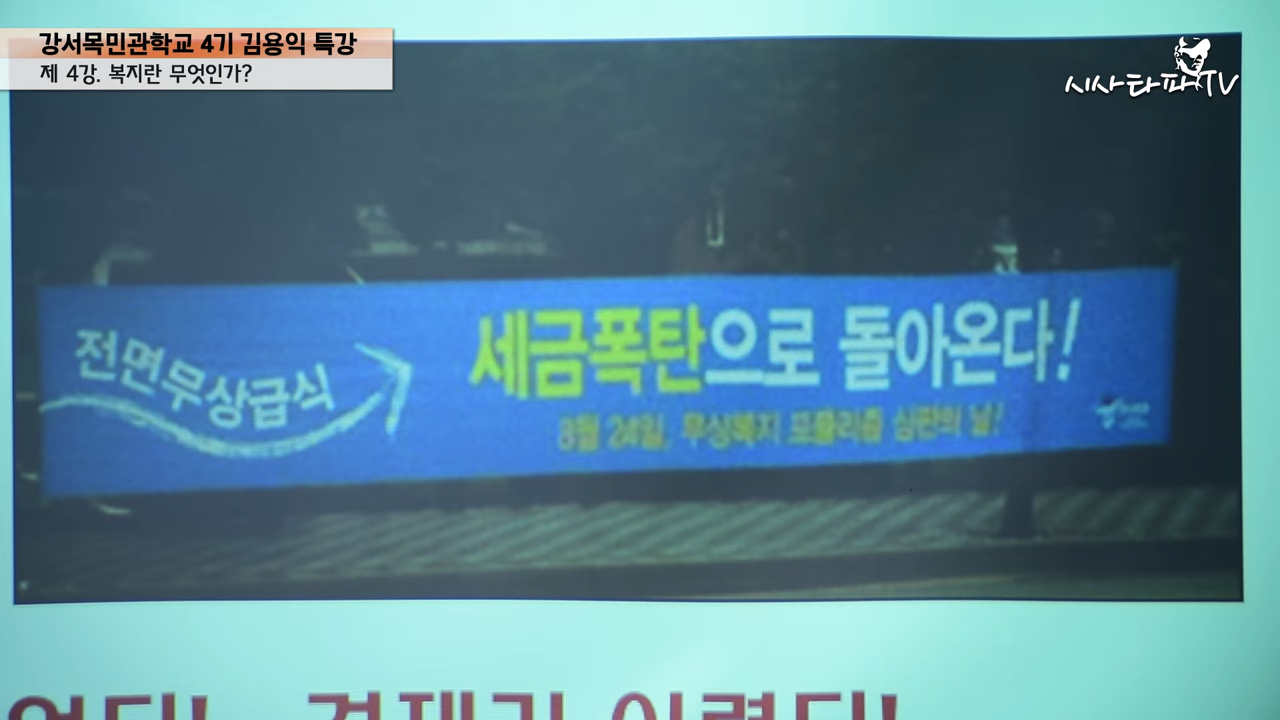 강서목민관학교 4기 김용익 특강
제 4강. 복지란 무엇인가?
시사타파TV
전면무상급식
세금폭탄으로 돌아온다!
8월 24일, 무상복지 포퓰리즘 심판의 날!